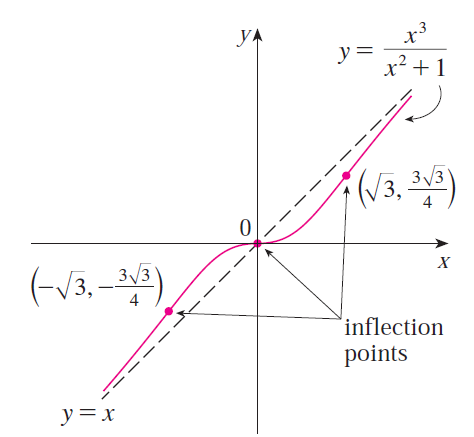 y
y = x³/(x² + 1)
(√3, 3√3/4)
0
x
(−√3, −3√3/4)
inflection
points
y = x